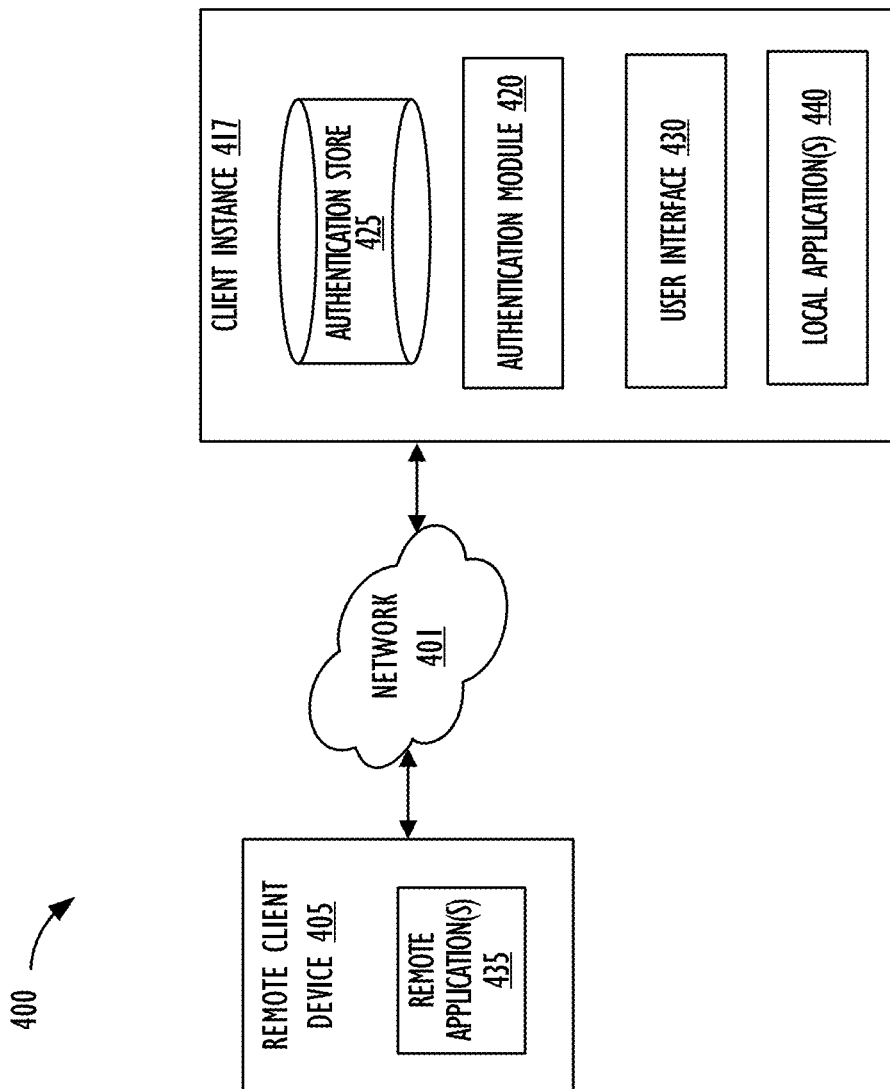 400
REMOTE CLIENT
DEVICE 405
REMOTE
APPLICATION(S)
435
NETWORK
401
CLIENT INSTANCE 417
AUTHENTICATION STORE
425
AUTHENTICATION MODULE 420
USER INTERFACE 430
LOCAL APPLICATION(S) 440